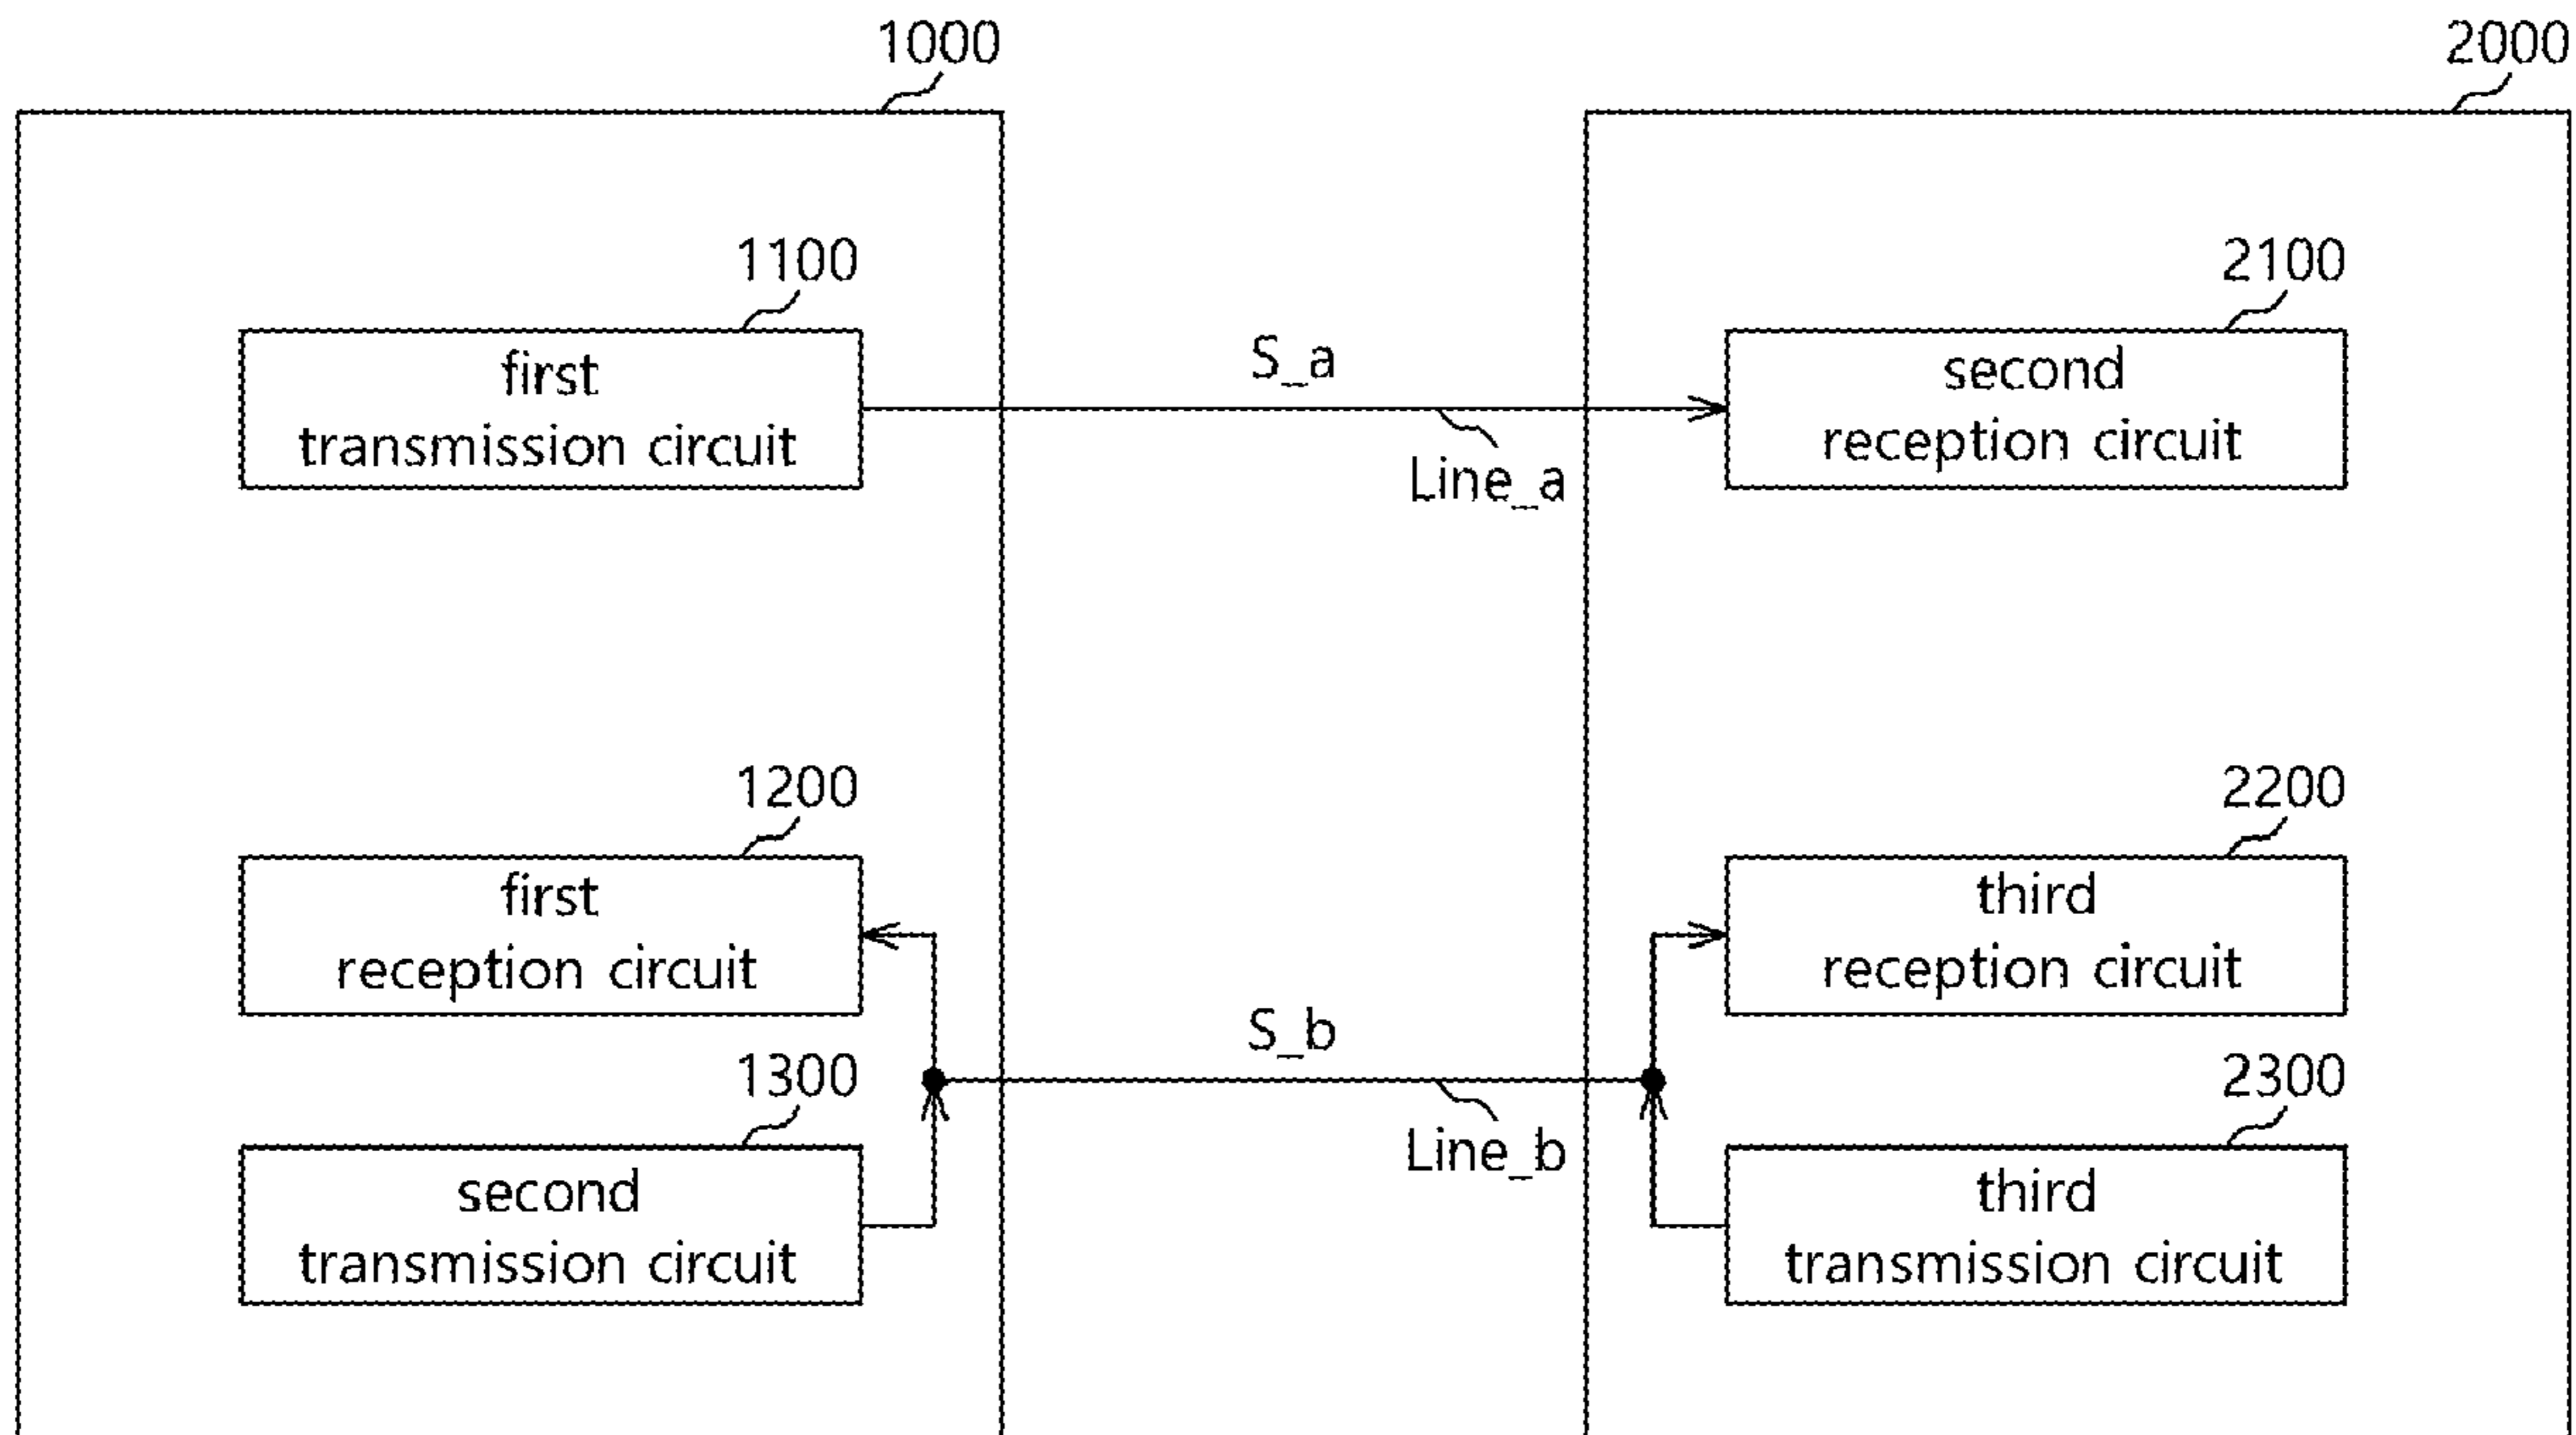 1000
2000
1100
2100
first
transmission circuit
S_a
Line_a
second
reception circuit
1200
2200
first
reception circuit
third
reception circuit
S_b
Line_b
1300
2300
second
transmission circuit
third
transmission circuit